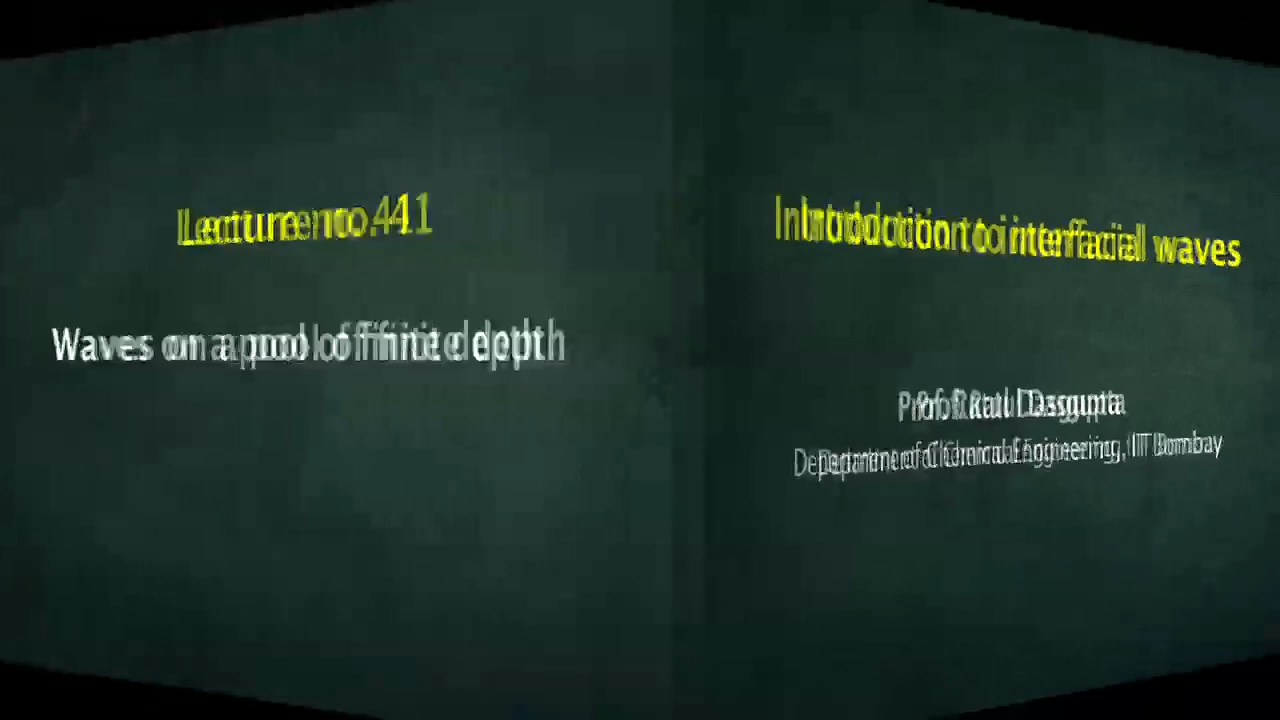 Lecture no. 41
Waves on a pool of finite depth
Introduction to interfacial waves
Prof. Ratul Dasgupta
Department of Chemical Engineering, IIT Bombay